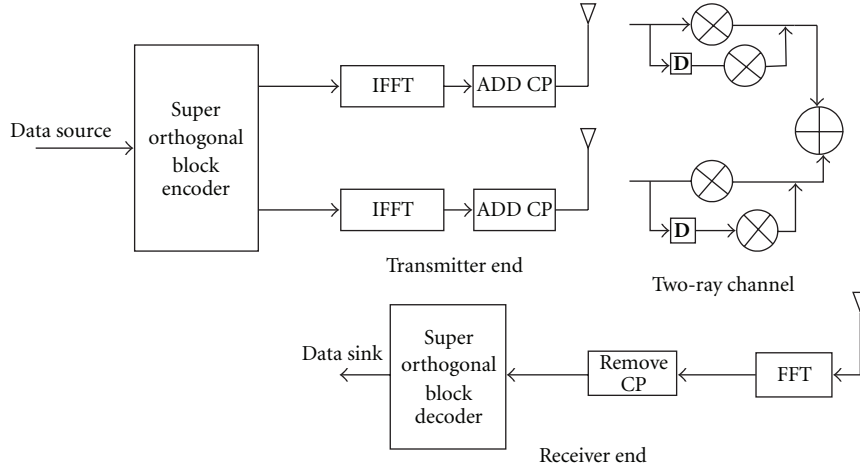 Data source
Super
orthogonal
block
encoder
IFFT
ADD CP
IFFT
ADD CP
Transmitter end
D
D
Two-ray channel
Data sink
Super
orthogonal
block
decoder
Remove
CP
FFT
Receiver end